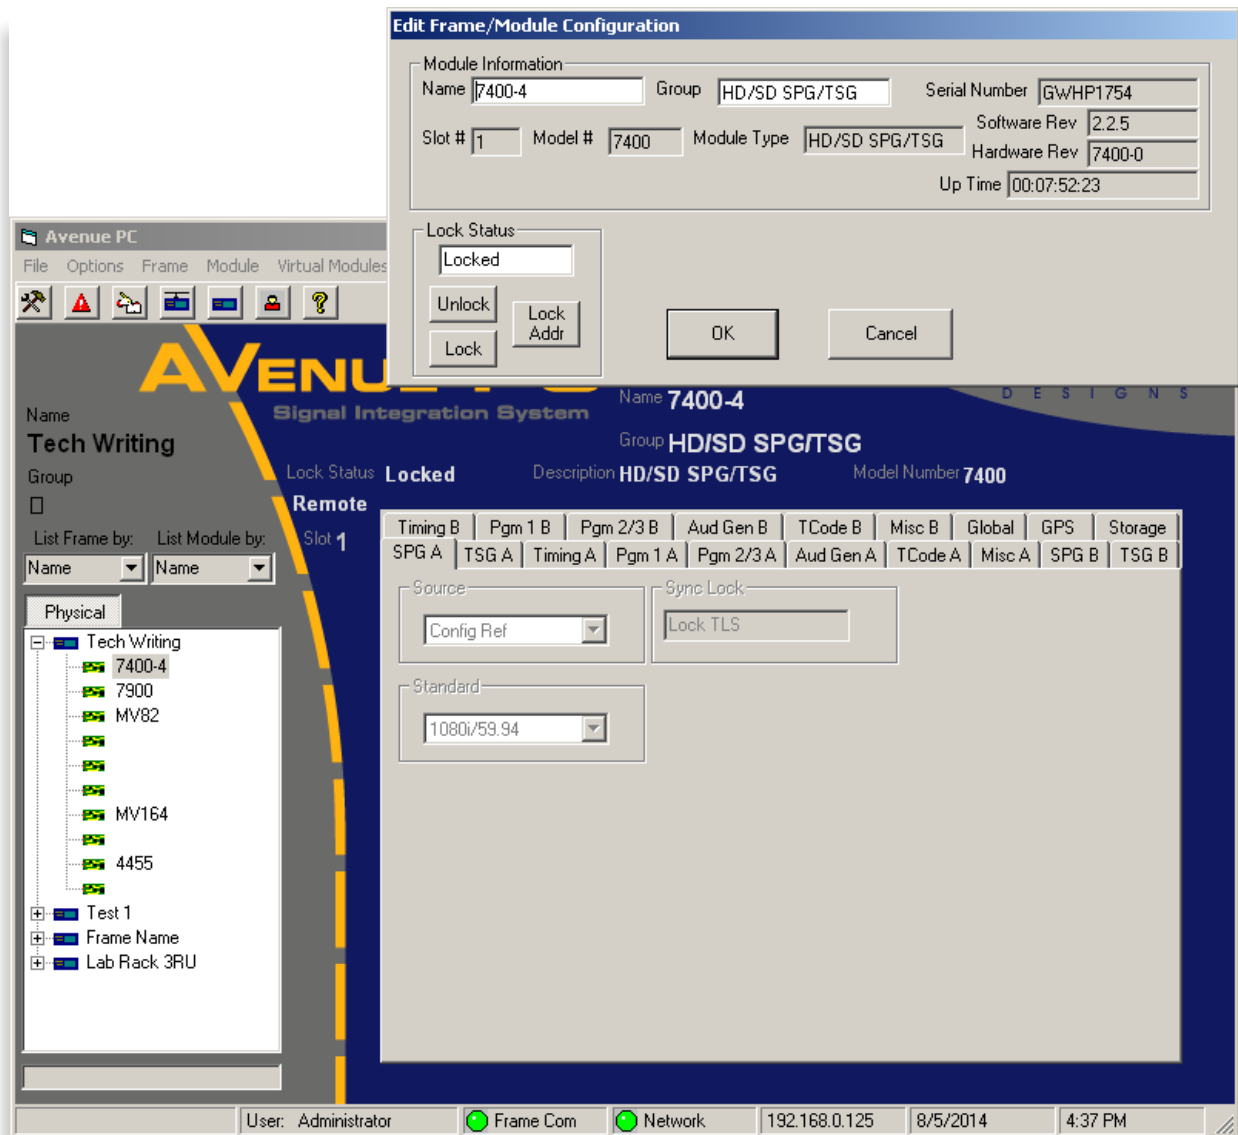 Edit Frame/Module Configuration
Module Information
Name 7400-4 Group HD/SD SPG/TSG Serial Number GWHP1754
Slot # 1 Model # 7400 Module Type HD/SD SPG/TSG Software Rev 2.2.5
Hardware Rev 7400-0
Up Time 00:07:52:23
Lock Status
Locked
Unlock
Lock Addr
Lock
OK Cancel
Avenue PC
File Options Frame Module Virtual Modules
AVENU
DESIGNS
Signal Integration System
Name 7400-4
Group HD/SD SPG/TSG
Lock Status Locked Description HD/SD SPG/TSG Model Number 7400
Remote
Slot 1
Name
Tech Writing
Group
List Frame by: List Module by:
Name Name
Physical
Tech Writing
7400-4
7900
MV82
MV164
4455
Test 1
Frame Name
Lab Rack 3RU
Timing B Pgm 1 B Pgm 2/3 B Aud Gen B TCode B Misc B Global GPS Storage
SPG A TSG A Timing A Pgm 1 A Pgm 2/3 A Aud Gen A TCode A Misc A SPG B TSG B
Source Sync Lock
Config Ref Lock TLS
Standard
1080i/59.94
User: Administrator Frame Com Network 192.168.0.125 8/5/2014 4:37 PM